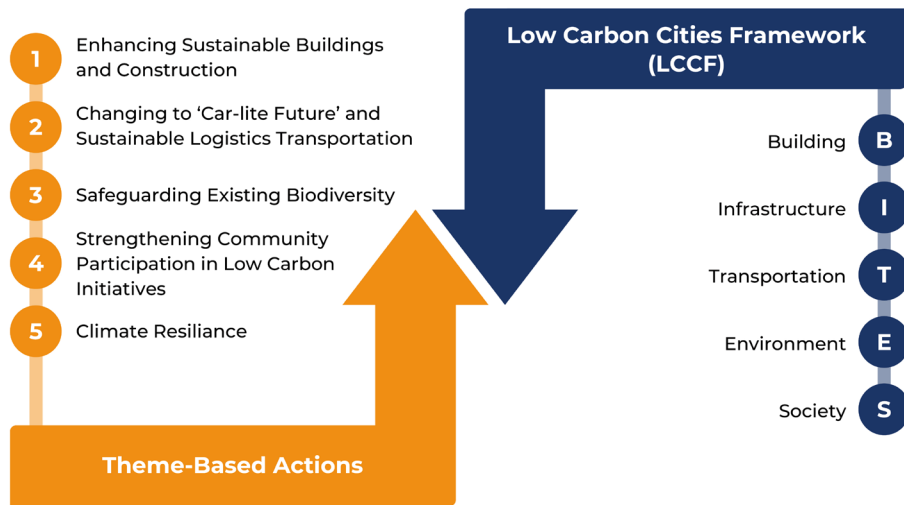 1
Enhancing Sustainable Buildings
and Construction
2
Changing to ‘Car-lite Future’ and
Sustainable Logistics Transportation
3
Safeguarding Existing Biodiversity
4
Strengthening Community
Participation in Low Carbon
Initiatives
5
Climate Resiliance
Theme-Based Actions
Low Carbon Cities Framework
(LCCF)
Building B
Infrastructure I
Transportation T
Environment E
Society S